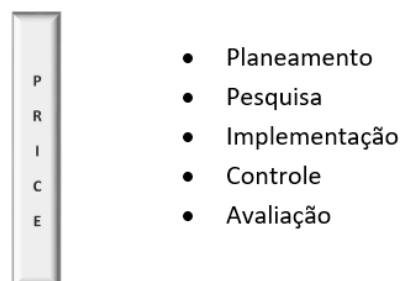 P
R
I
C
E
• Planeamento
• Pesquisa
• Implementação
• Controle
• Avaliação